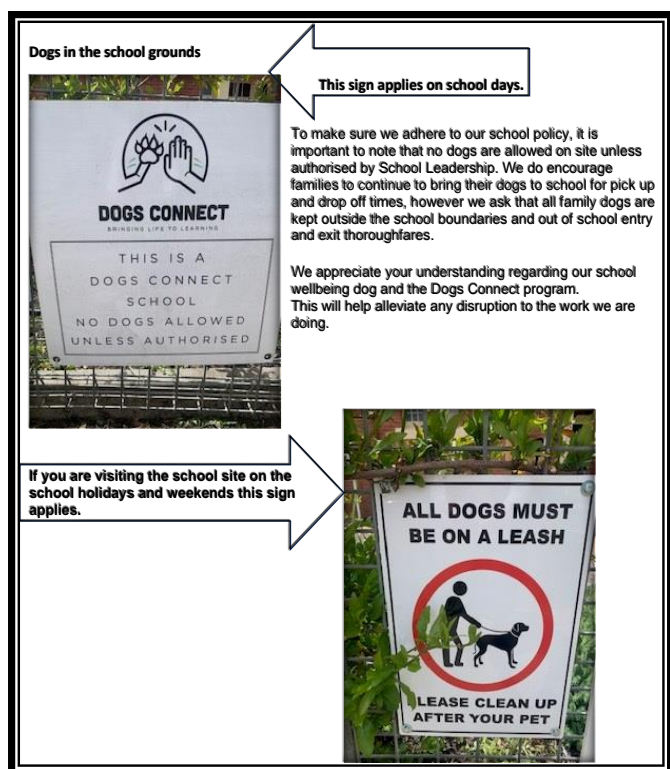 Dogs in the school grounds
This sign applies on school days.
DOGS CONNECT
BRINGING LIFE TO LEARNING
THIS IS A
DOGS CONNECT
SCHOOL
NO DOGS ALLOWED
UNLESS AUTHORISED
To make sure we adhere to our school policy, it is
important to note that no dogs are allowed on site unless
authorised by School Leadership. We do encourage
families to continue to bring their dogs to school for pick up
and drop off times, however we ask that all family dogs are
kept outside the school boundaries and out of school entry
and exit thoroughfares.
We appreciate your understanding regarding our school
wellbeing dog and the Dogs Connect program.
This will help alleviate any disruption to the work we are
doing.
If you are visiting the school site on the
school holidays and weekends this sign
applies.
ALL DOGS MUST
BE ON A LEASH
LEASE CLEAN UP
AFTER YOUR PET